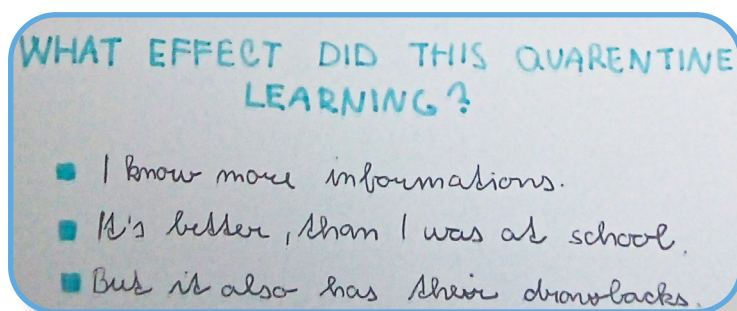 WHAT EFFECT DID THIS QUARENTINE
LEARNING?
I know more informations.
It's better, than I was at school.
But it also has their drawbacks.